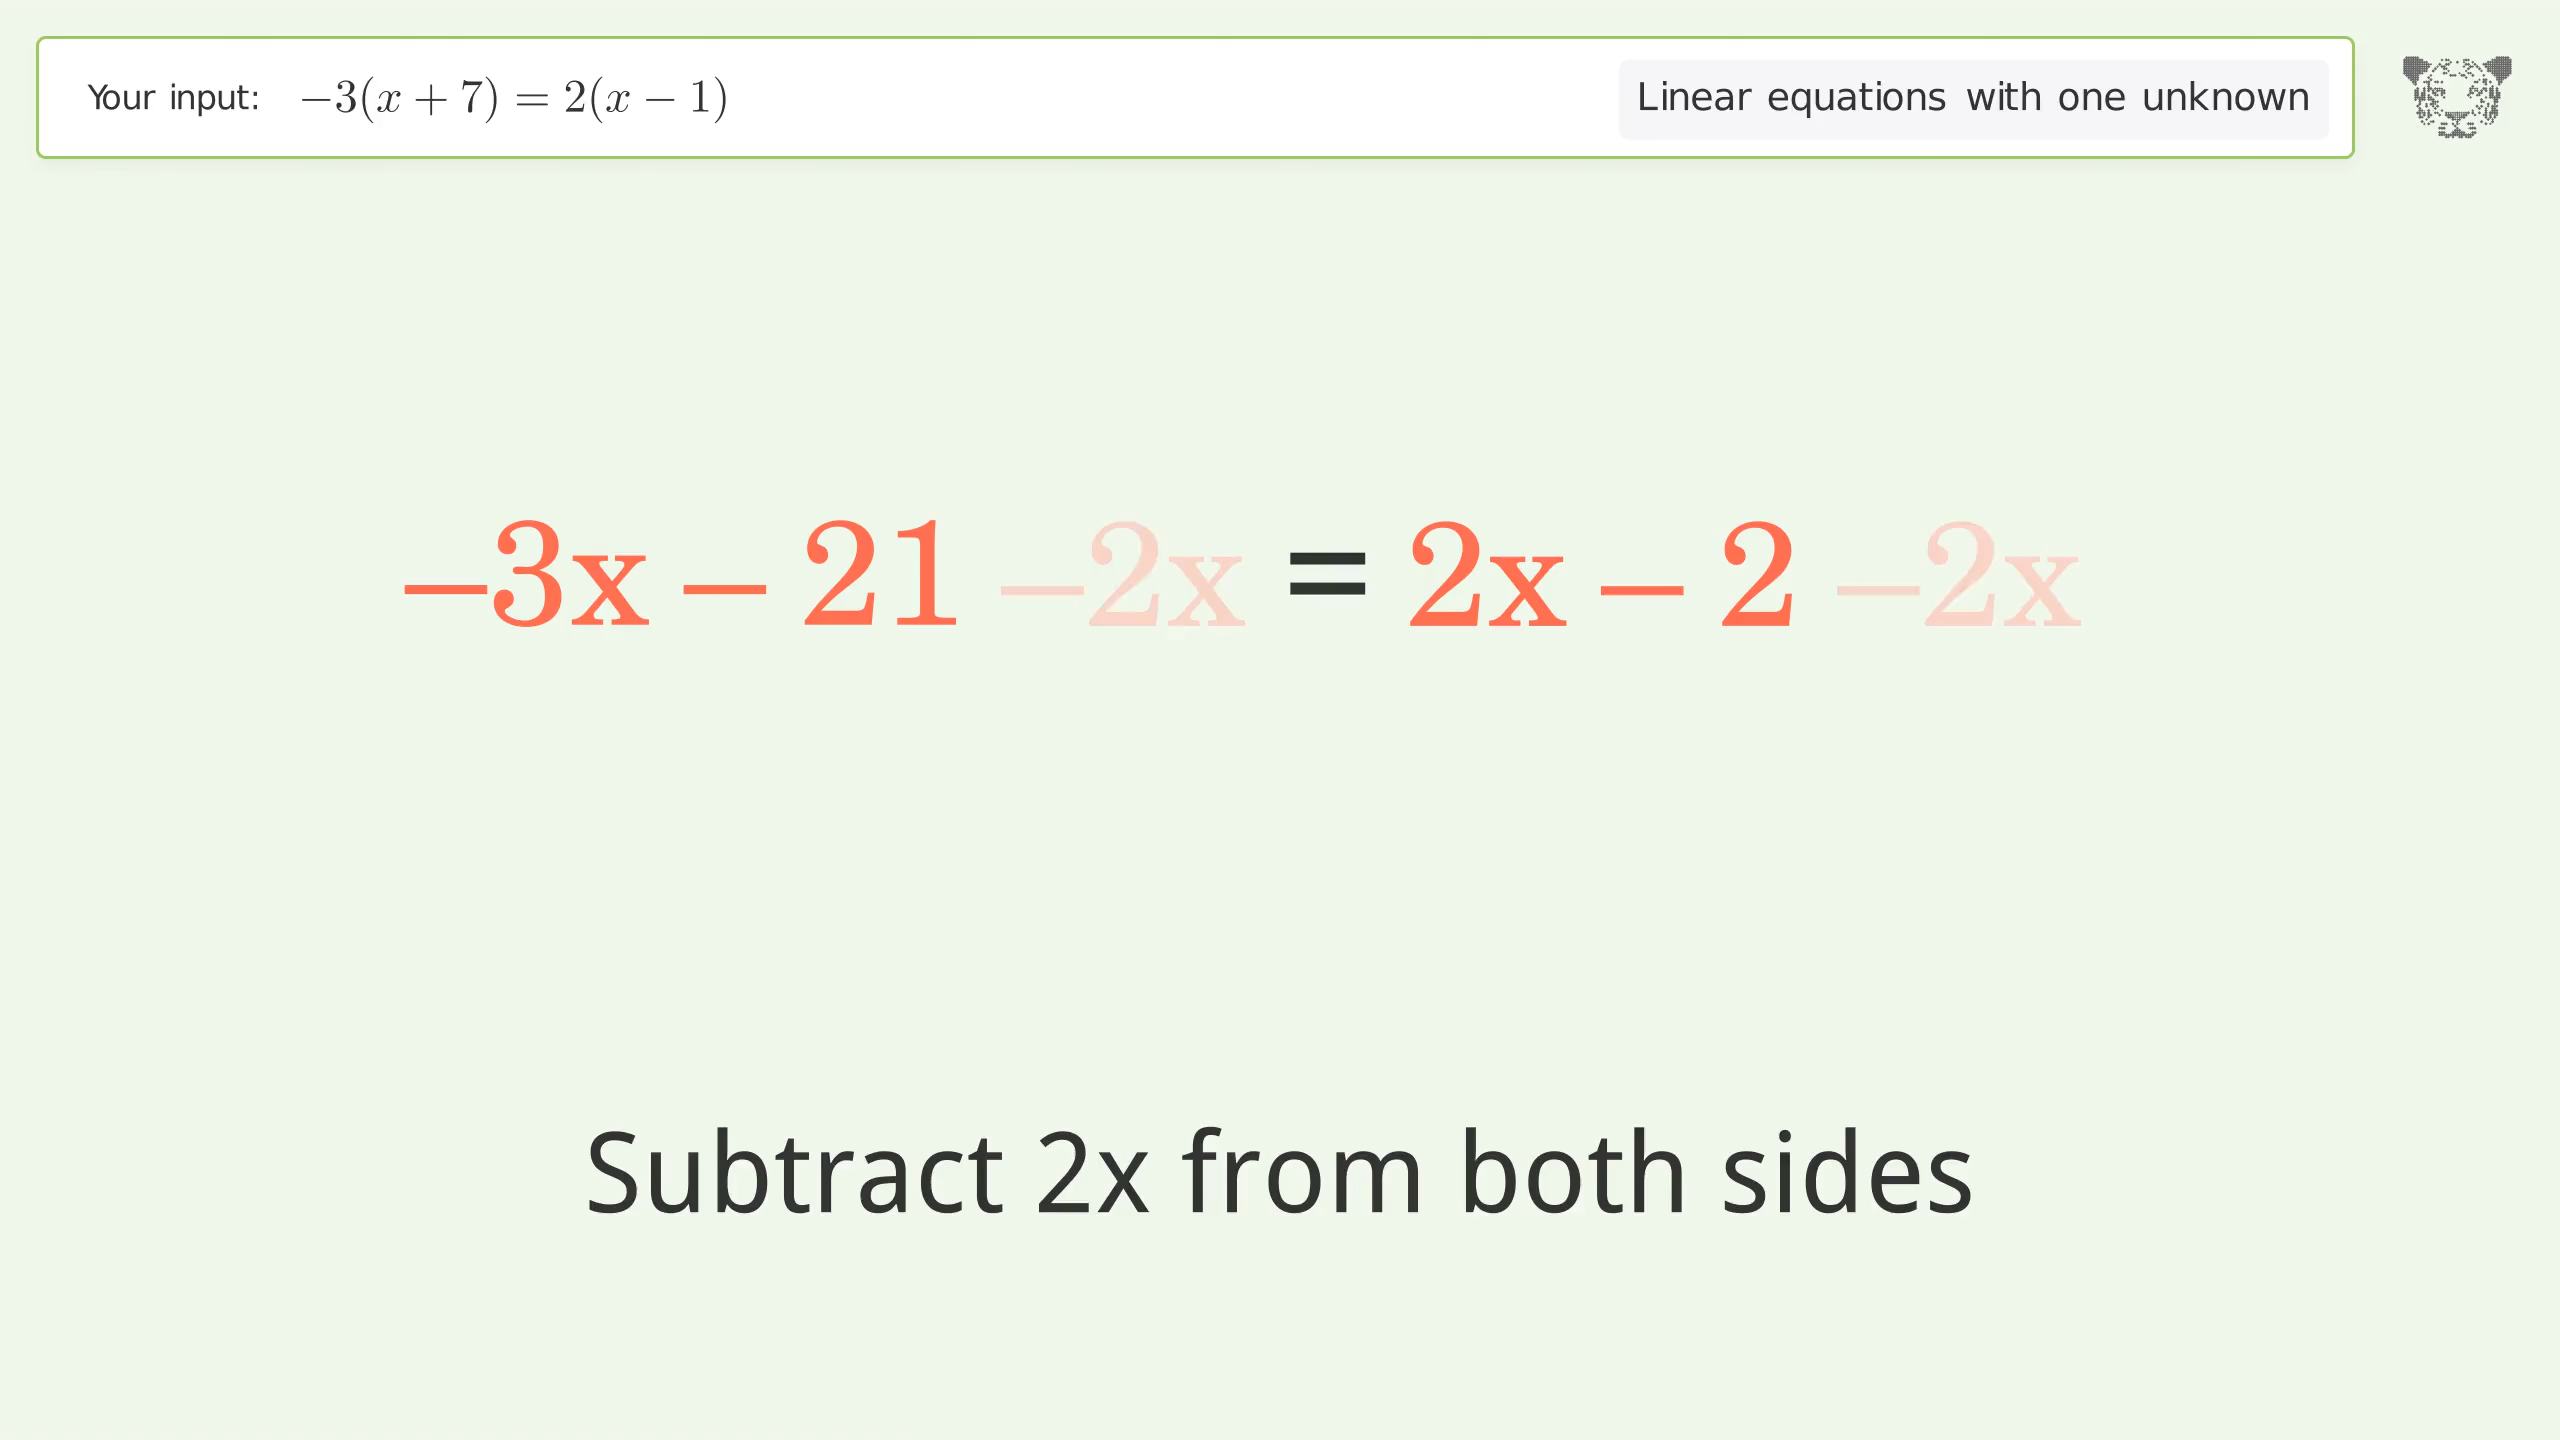 Your input: −3(x + 7) = 2(x − 1)
Linear equations with one unknown
−3x − 21 −2x = 2x − 2 −2x
Subtract 2x from both sides